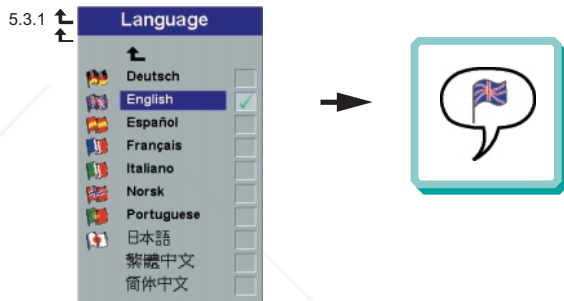 5.3.1
Language
Deutsch
English
Español
Français
Italiano
Norsk
Portuguese
日本語
繁體中文
简体中文